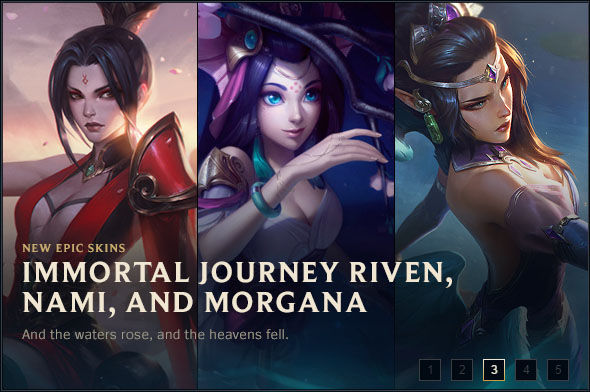 NEW EPIC SKINS
IMMORTAL JOURNEY RIVEN,
NAMI, AND MORGANA
And the waters rose, and the heavens fell.
1 2 3 4 5